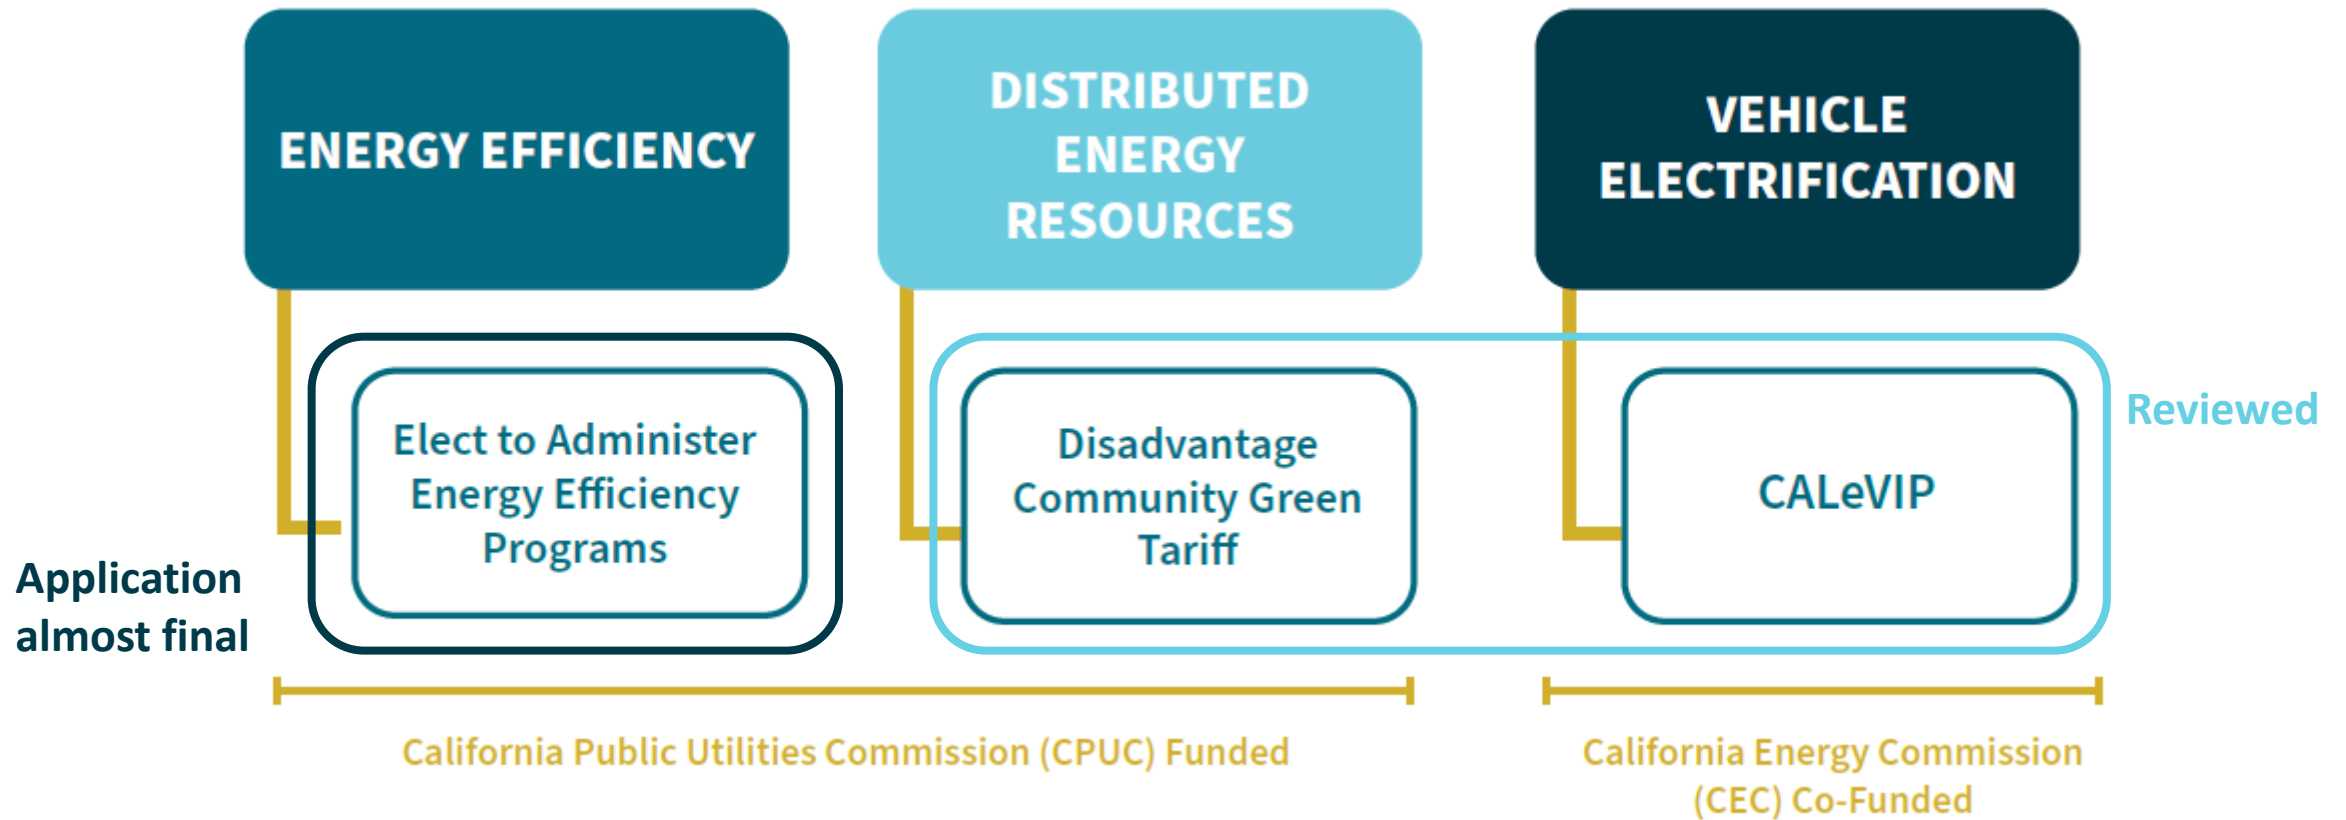 ENERGY EFFICIENCY
DISTRIBUTED
ENERGY
RESOURCES
VEHICLE
ELECTRIFICATION
Elect to Administer
Energy Efficiency
Programs
Disadvantage
Community Green
Tariff
CALeVIP
Reviewed
Application
almost final
California Public Utilities Commission (CPUC) Funded
California Energy Commission
(CEC) Co-Funded